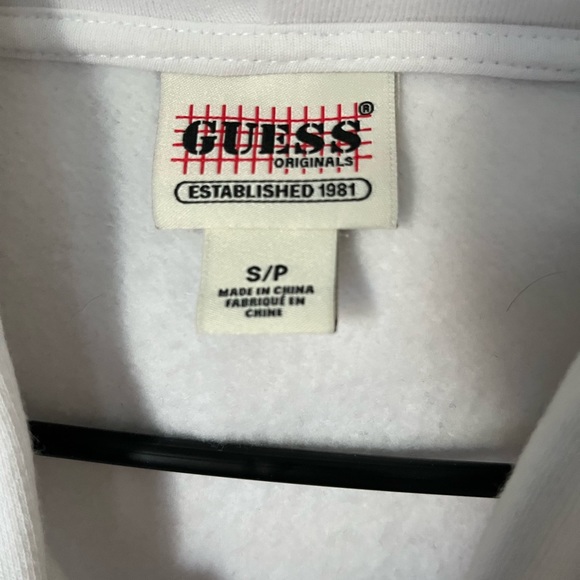 GUESS®
ORIGINALS
ESTABLISHED 1981
S/P
MADE IN CHINA
FABRIQUÉ EN
CHINE